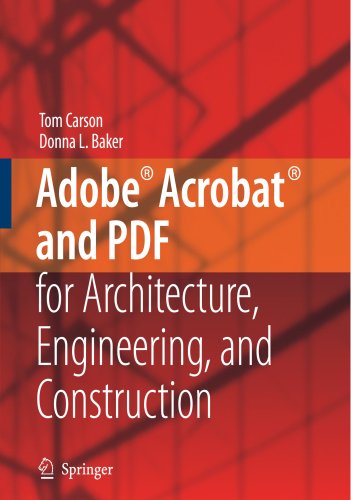 Tom Carson
Donna L. Baker
Adobe® Acrobat®
and PDF
for Architecture,
Engineering, and
Construction
Springer